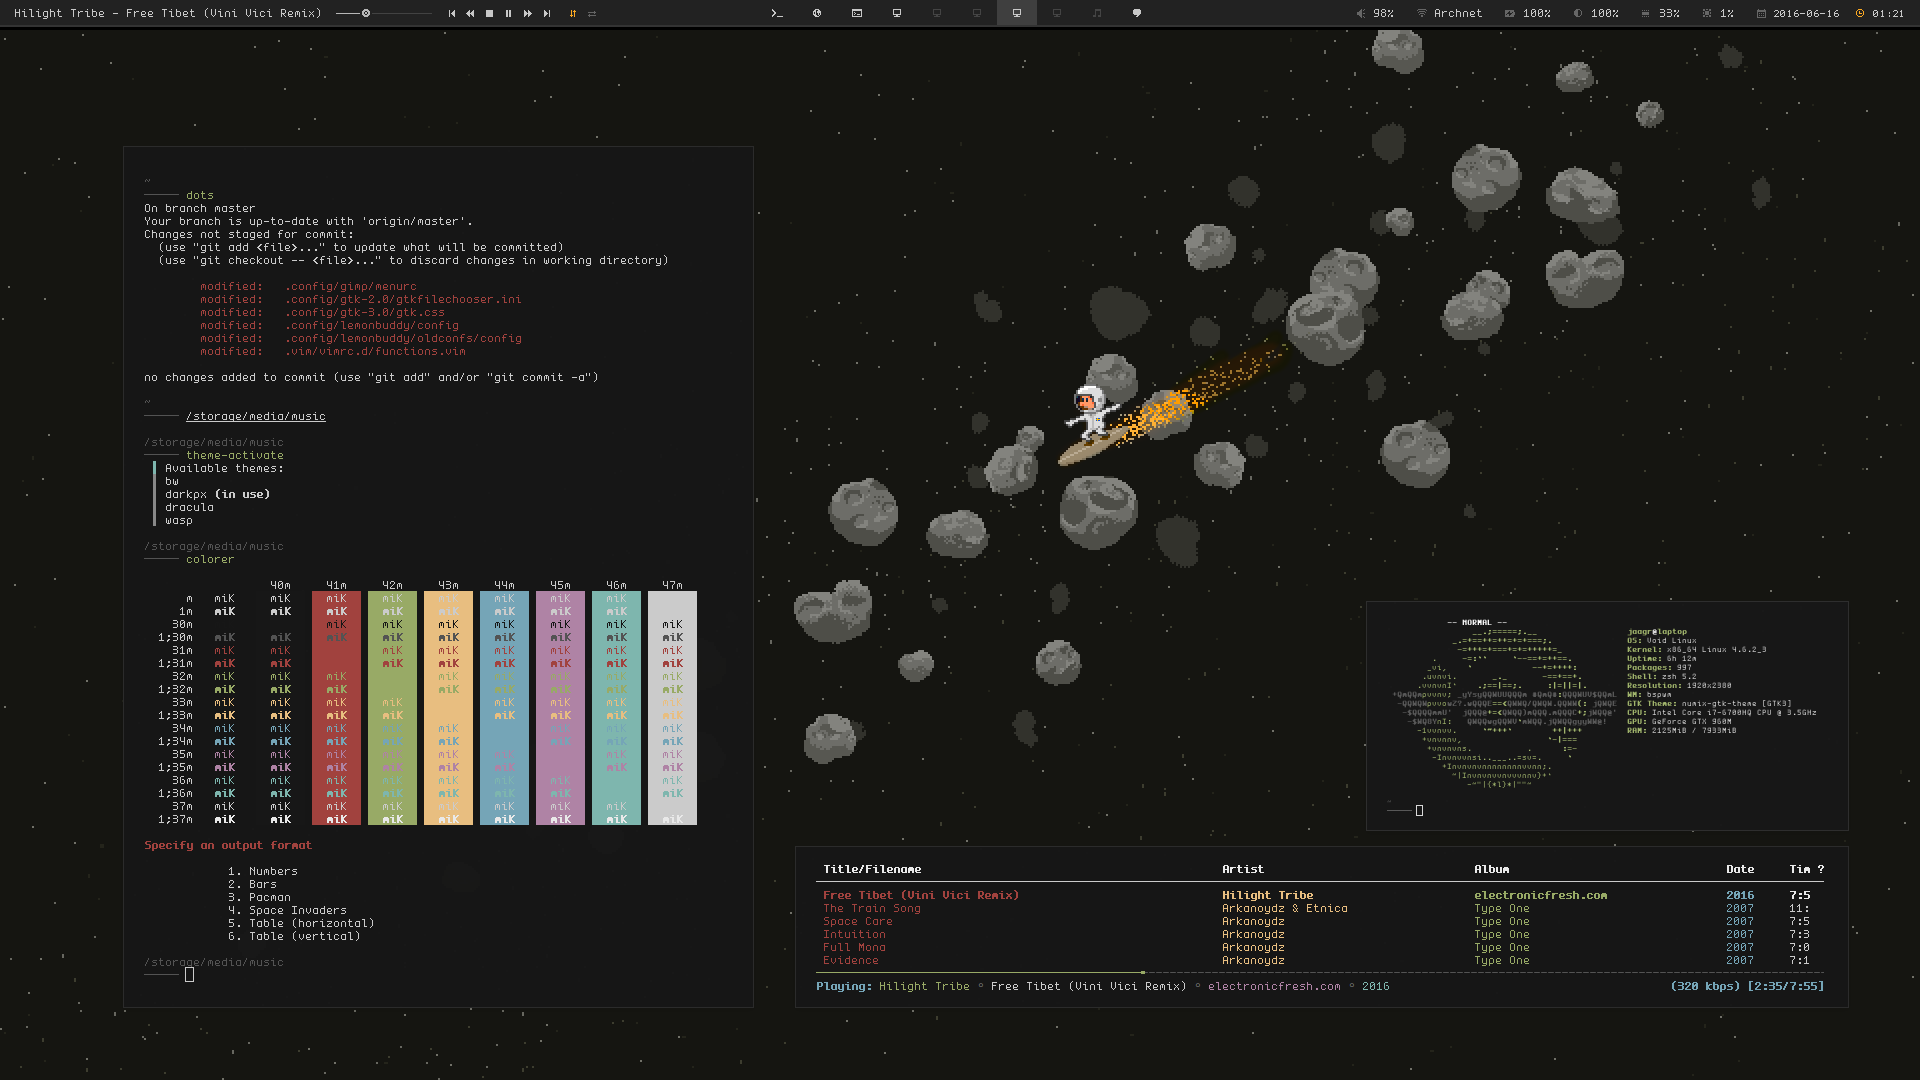 Hilight Tribe - Free Tibet (Vini Vici Remix)
98% Archnet 100% 100% 33% 1% 2016-06-16 01:21
~
dots
On branch master
Your branch is up-to-date with 'origin/master'.
Changes not staged for commit:
(use "git add <file>..." to update what will be committed)
(use "git checkout -- <file>..." to discard changes in working directory)
modified: .config/gimp/menurc
modified: .config/gtk-2.0/gtkfilechooser.ini
modified: .config/gtk-3.0/gtk.css
modified: .config/lemonbuddy/config
modified: .config/lemonbuddy/oldconfs/config
modified: .vim/vimrc.d/functions.vim
no changes added to commit (use "git add" and/or "git commit -a")
~
/storage/media/music
/storage/media/music
theme-activate
Available themes:
bw
darkpx (in use)
dracula
wasp
/storage/media/music
colorer
40m 41m 42m 43m 44m 45m 46m 47m
m miK miK miK miK miK miK miK miK miK
1m miK miK miK miK miK miK miK miK miK
30m miK miK miK miK miK miK miK
1;30m miK miK miK miK miK miK miK miK miK
31m miK miK miK miK miK miK miK miK
1;31m miK miK miK miK miK miK miK miK
32m miK miK miK miK miK miK miK miK
1;32m miK miK miK miK miK miK miK miK
33m miK miK miK miK miK miK miK miK
1;33m miK miK miK miK miK miK miK miK
34m miK miK miK miK miK miK miK miK
1;34m miK miK miK miK miK miK miK miK
35m miK miK miK miK miK miK miK miK
1;35m miK miK miK miK miK miK miK miK
36m miK miK miK miK miK miK miK miK
1;36m miK miK miK miK miK miK miK miK
37m miK miK miK miK miK miK miK miK
1;37m miK miK miK miK miK miK miK miK miK
Specify an output format
1. Numbers
2. Bars
3. Pacman
4. Space Invaders
5. Table (horizontal)
6. Table (vertical)
/storage/media/music
-- NORMAL --
jaagr@laptop
OS: Void Linux
Kernel: x86_64 Linux 4.6.2_3
Uptime: 6h 12m
Packages: 997
Shell: zsh 5.2
Resolution: 1920x2380
WM: bspwm
GTK Theme: numix-gtk-theme [GTK3]
CPU: Intel Core i7-6700HQ CPU @ 3.5GHz
GPU: GeForce GTX 960M
RAM: 2125MiB / 7933MiB
Title/Filename Artist Album Date Tim ?
Free Tibet (Vini Vici Remix) Hilight Tribe electronicfresh.com 2016 7:5
The Train Song Arkanoydz & Etnica Type One 2007 11:
Space Care Arkanoydz Type One 2007 7:5
Intuition Arkanoydz Type One 2007 7:3
Full Mona Arkanoydz Type One 2007 7:0
Evidence Arkanoydz Type One 2007 7:1
Playing: Hilight Tribe ◦ Free Tibet (Vini Vici Remix) ◦ electronicfresh.com ◦ 2016 (320 kbps) [2:35/7:55]